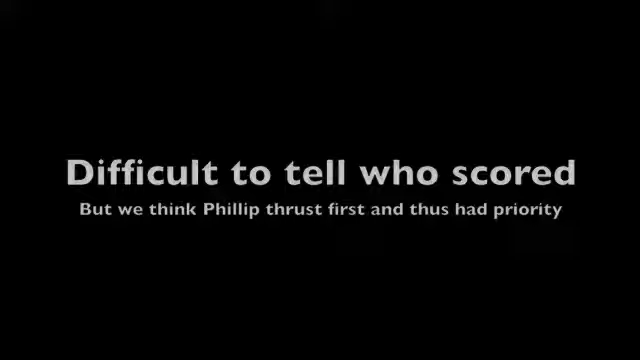 Difficult to tell who scored
But we think Phillip thrust first and thus had priority